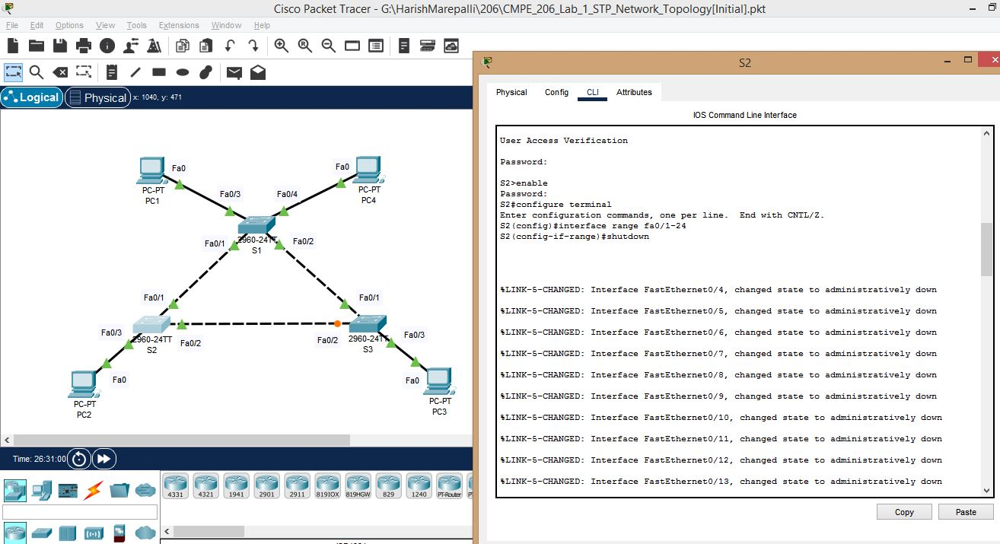 Cisco Packet Tracer - G:\HarishMarepalli\206\CMPE_206_Lab_1_STP_Network_Topology[Initial].pkt
File Edit Options View Tools Extensions Window Help
Logical Physical x: 1040, y: 471
Fa0 Fa0
PC-PT PC-PT
PC1 PC4
Fa0/3 Fa0/4
2960-24TT
S1
Fa0/1 Fa0/2
Fa0/1 Fa0/1
Fa0/3 2960-24TT Fa0/2 Fa0/2 2960-24TT Fa0/3
S2 S3
Fa0 Fa0
PC-PT PC-PT
PC2 PC3
Time: 26:31:00
4331 4321 1941 2901 2911 819IOX 819HGW 829 1240 PT-Router
S2
Physical Config CLI Attributes
IOS Command Line Interface
User Access Verification
Password:
S2>enable
Password:
S2#configure terminal
Enter configuration commands, one per line.  End with CNTL/Z.
S2(config)#interface range fa0/1-24
S2(config-if-range)#shutdown
%LINK-5-CHANGED: Interface FastEthernet0/4, changed state to administratively down
%LINK-5-CHANGED: Interface FastEthernet0/5, changed state to administratively down
%LINK-5-CHANGED: Interface FastEthernet0/6, changed state to administratively down
%LINK-5-CHANGED: Interface FastEthernet0/7, changed state to administratively down
%LINK-5-CHANGED: Interface FastEthernet0/8, changed state to administratively down
%LINK-5-CHANGED: Interface FastEthernet0/9, changed state to administratively down
%LINK-5-CHANGED: Interface FastEthernet0/10, changed state to administratively down
%LINK-5-CHANGED: Interface FastEthernet0/11, changed state to administratively down
%LINK-5-CHANGED: Interface FastEthernet0/12, changed state to administratively down
%LINK-5-CHANGED: Interface FastEthernet0/13, changed state to administratively down
Copy Paste